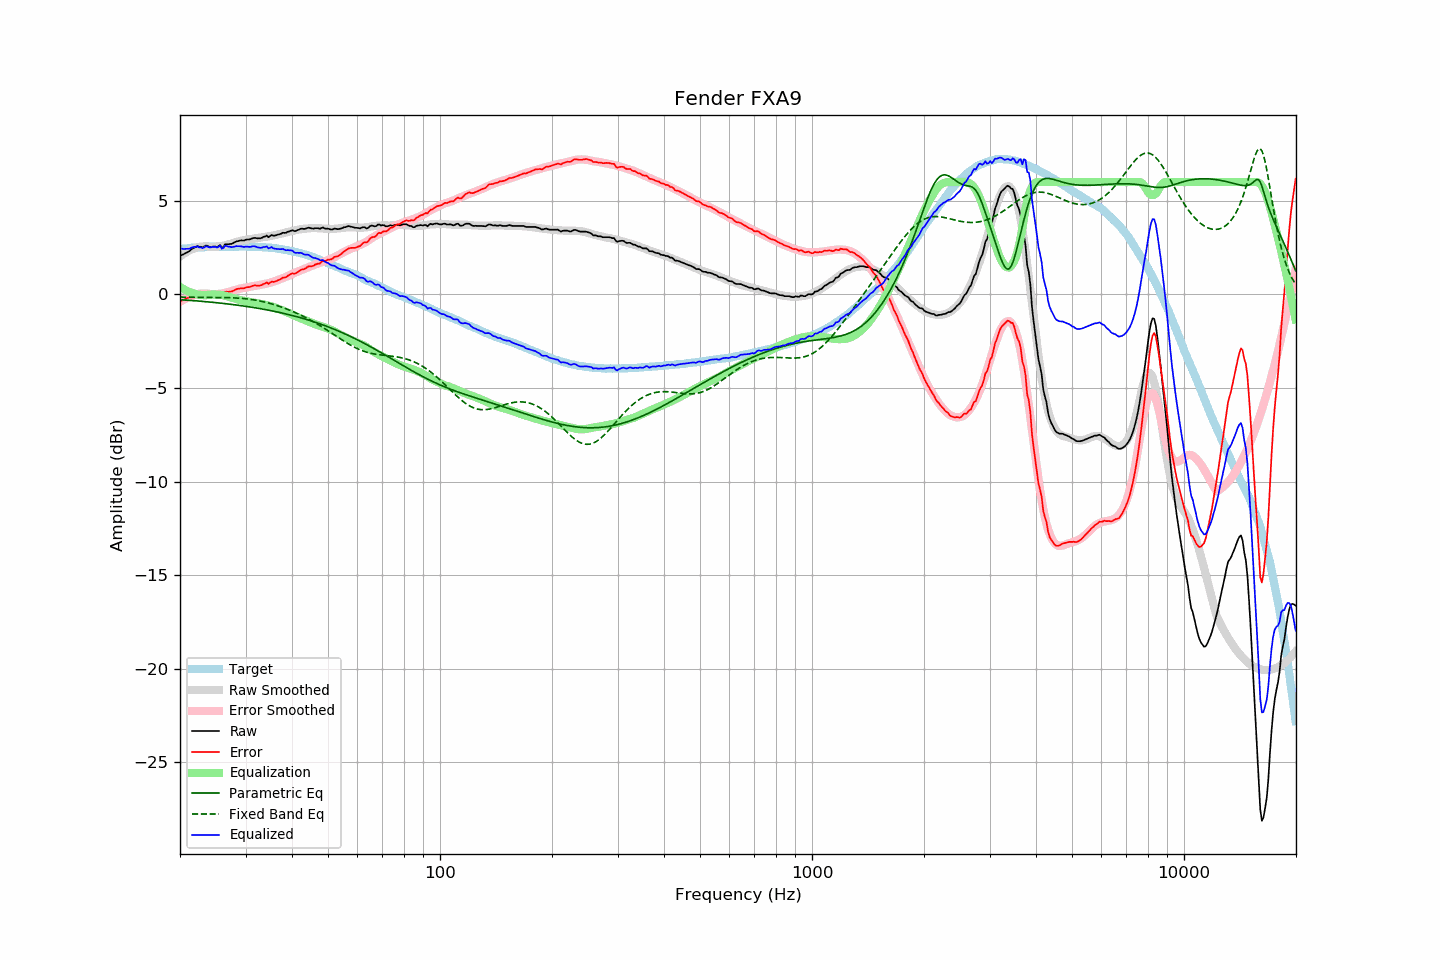 Fender FXA9
5
0
−5
−10
−15
−20
−25
Amplitude (dBr)
Target
Raw Smoothed
Error Smoothed
Raw
Error
Equalization
Parametric Eq
Fixed Band Eq
Equalized
100 1000 10000
Frequency (Hz)